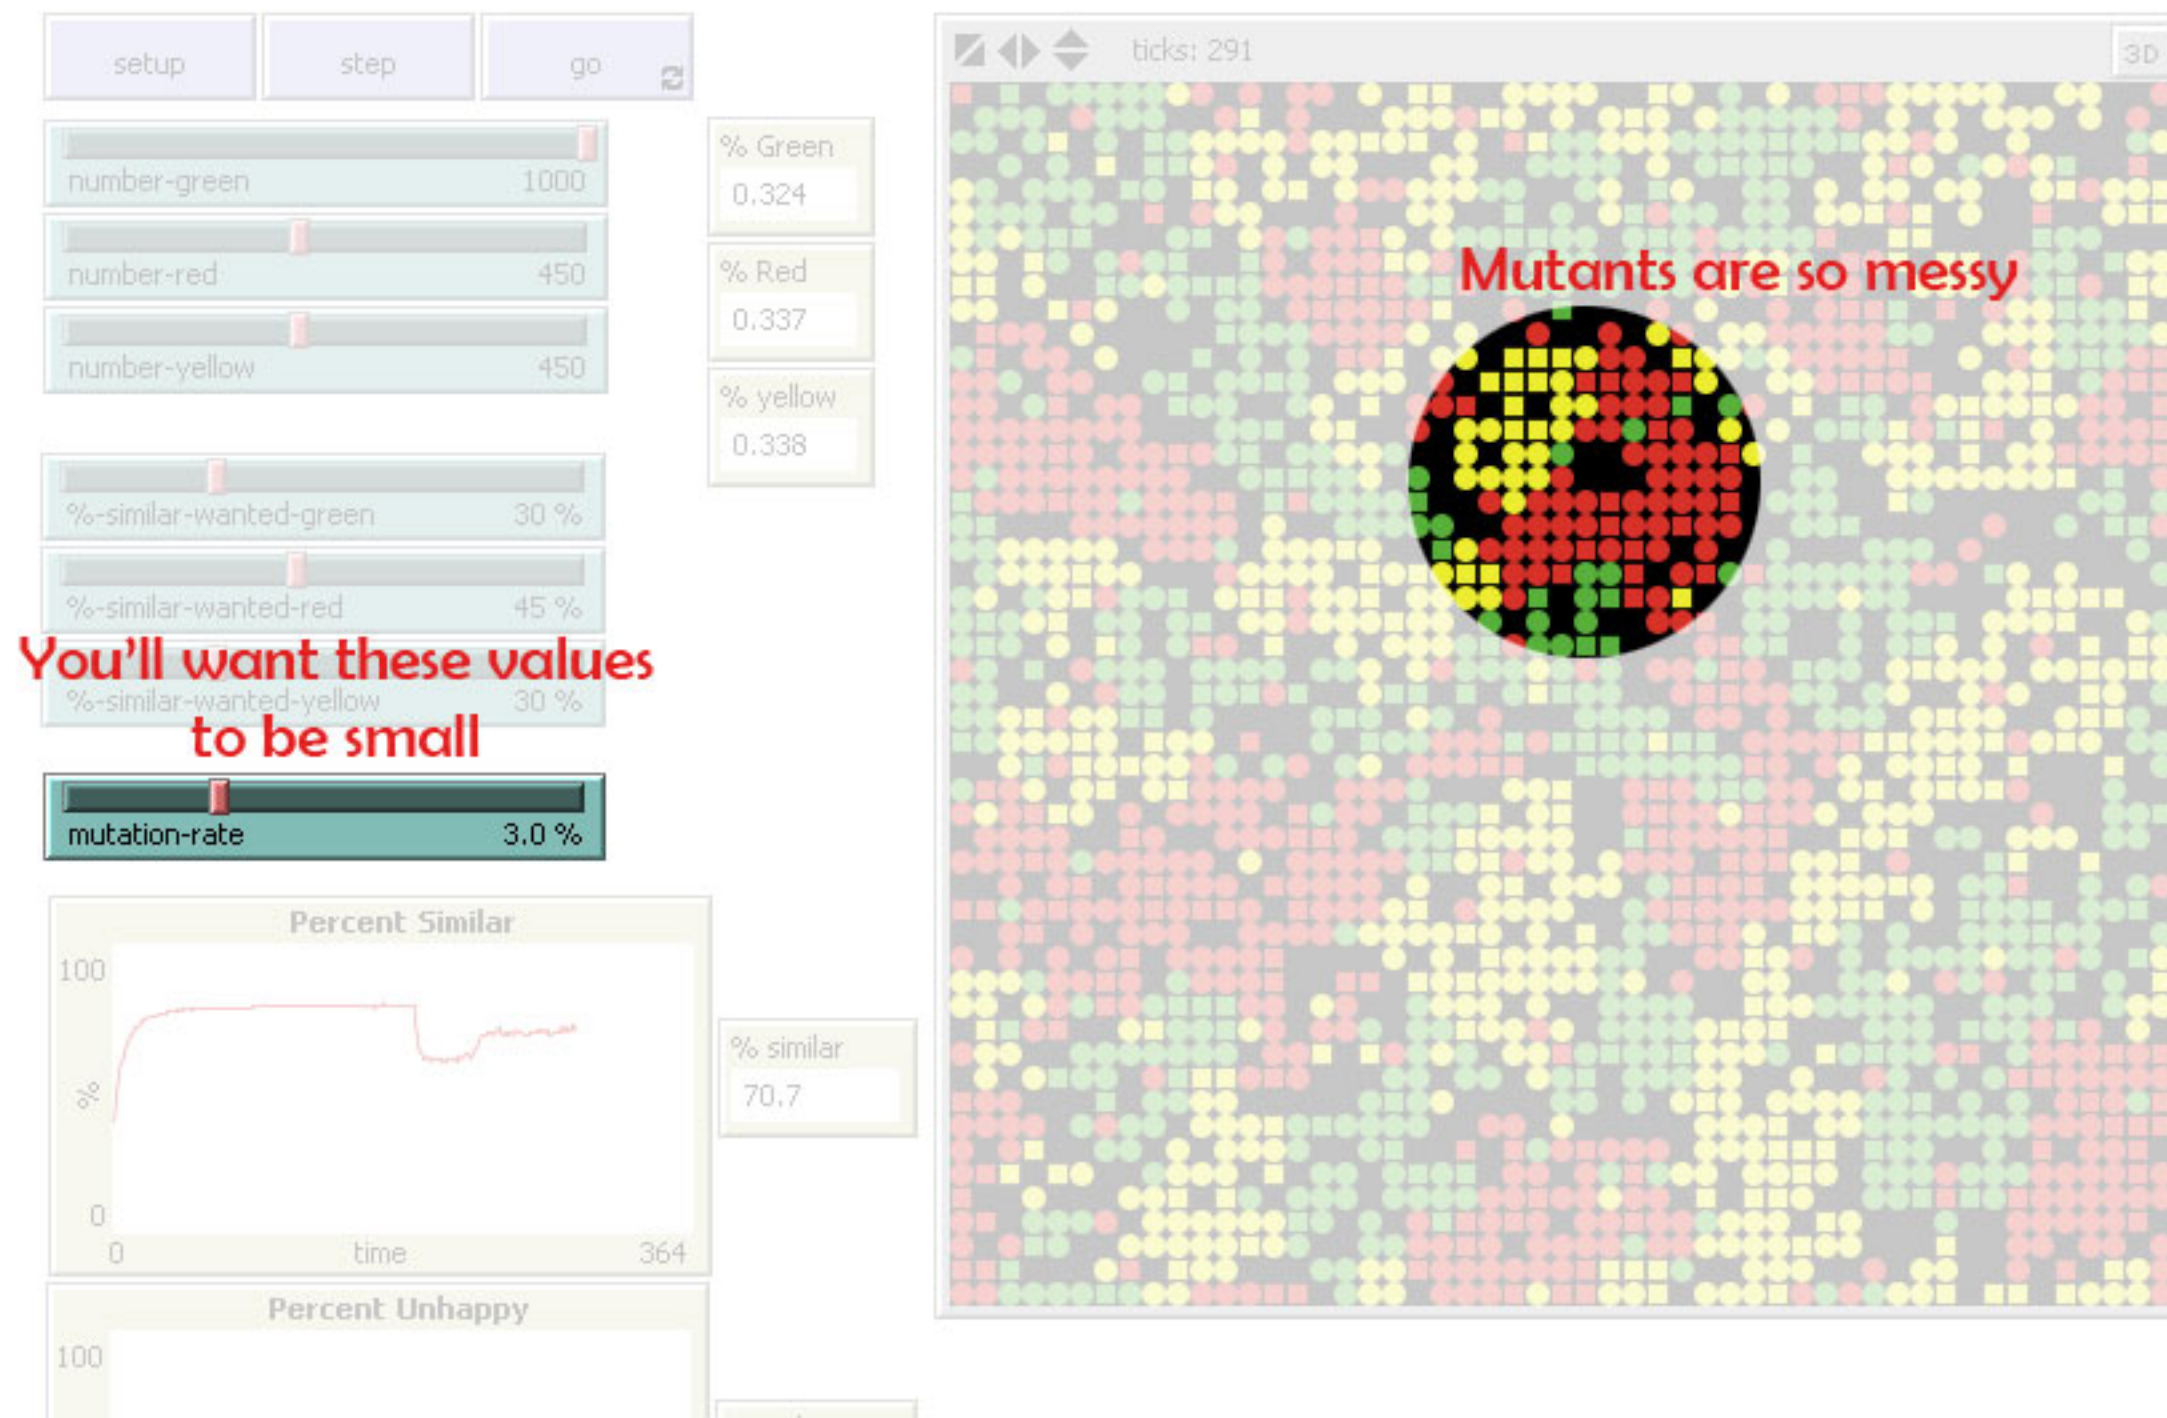 setup
step
go
ticks: 291
3D
number-green 1000
number-red 450
number-yellow 450
% Green
0.324
% Red
0.337
% yellow
0.338
%-similar-wanted-green 30 %
%-similar-wanted-red 45 %
You'll want these values
%-similar-wanted-yellow 30 %
to be small
mutation-rate 3.0 %
Mutants are so messy
Percent Similar
100
%
0
0 time 364
% similar
70.7
Percent Unhappy
100